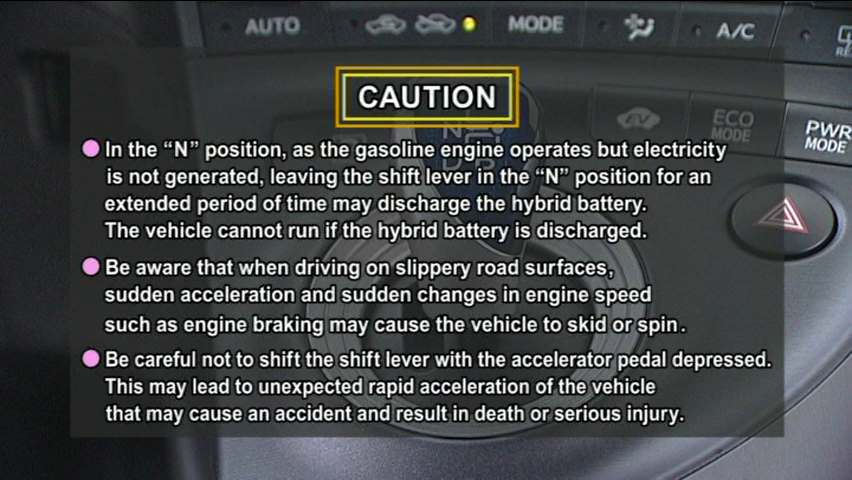 AUTO
MODE
A/C
CAUTION
EV
ECO
MODE
PWR
MODE
● In the “N” position, as the gasoline engine operates but electricity
is not generated, leaving the shift lever in the “N” position for an
extended period of time may discharge the hybrid battery.
The vehicle cannot run if the hybrid battery is discharged.
● Be aware that when driving on slippery road surfaces,
sudden acceleration and sudden changes in engine speed
such as engine braking may cause the vehicle to skid or spin.
● Be careful not to shift the shift lever with the accelerator pedal depressed.
This may lead to unexpected rapid acceleration of the vehicle
that may cause an accident and result in death or serious injury.